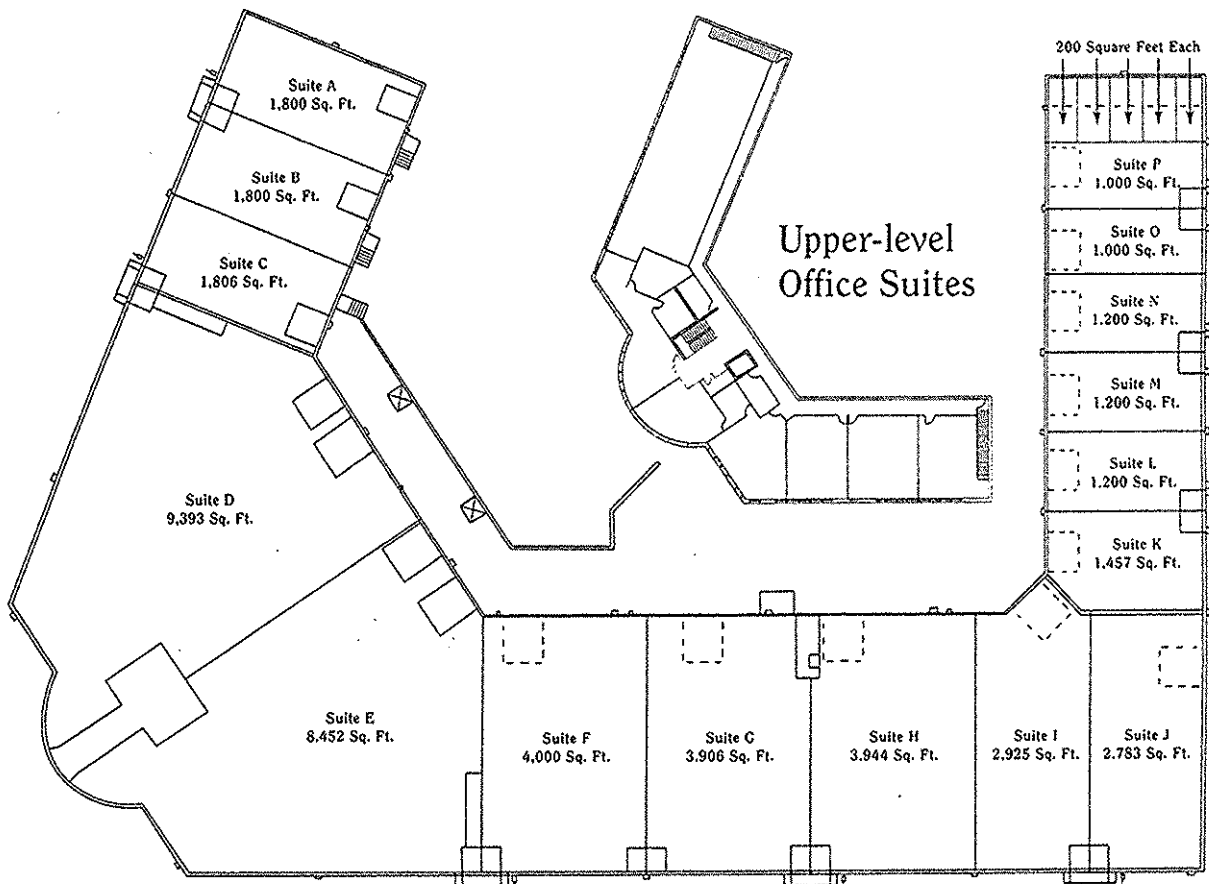 200 Square Feet Each
Suite A
1,800 Sq. Ft.
Suite B
1,800 Sq. Ft.
Suite C
1,806 Sq. Ft.
Suite D
9,393 Sq. Ft.
Suite E
8,452 Sq. Ft.
Suite F
4,000 Sq. Ft.
Suite G
3.906 Sq. Ft.
Suite H
3.944 Sq. Ft.
Suite I
2,925 Sq. Ft.
Suite J
2.783 Sq. Ft.
Suite K
1.457 Sq. Ft.
Suite L
1.200 Sq. Ft.
Suite M
1.200 Sq. Ft.
Suite N
1.200 Sq. Ft.
Suite O
1.000 Sq. Ft.
Suite P
1.000 Sq. Ft.
Upper-level
Office Suites